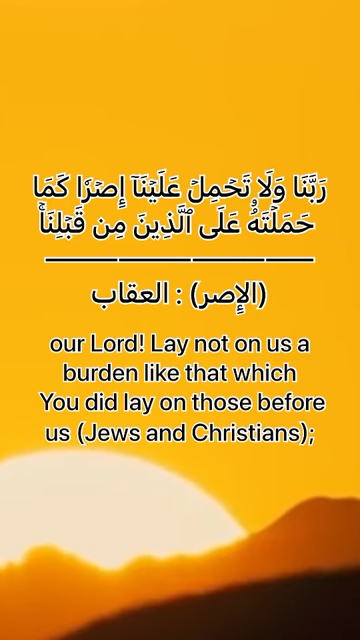 رَبَّنَا وَلَا تَحۡمِلۡ عَلَيۡنَآ إِصۡرٗا كَمَا
حَمَلۡتَهُۥ عَلَى ٱلَّذِينَ مِن قَبۡلِنَاۚ
(الإِصر) : العقاب
our Lord! Lay not on us a
burden like that which
You did lay on those before
us (Jews and Christians);